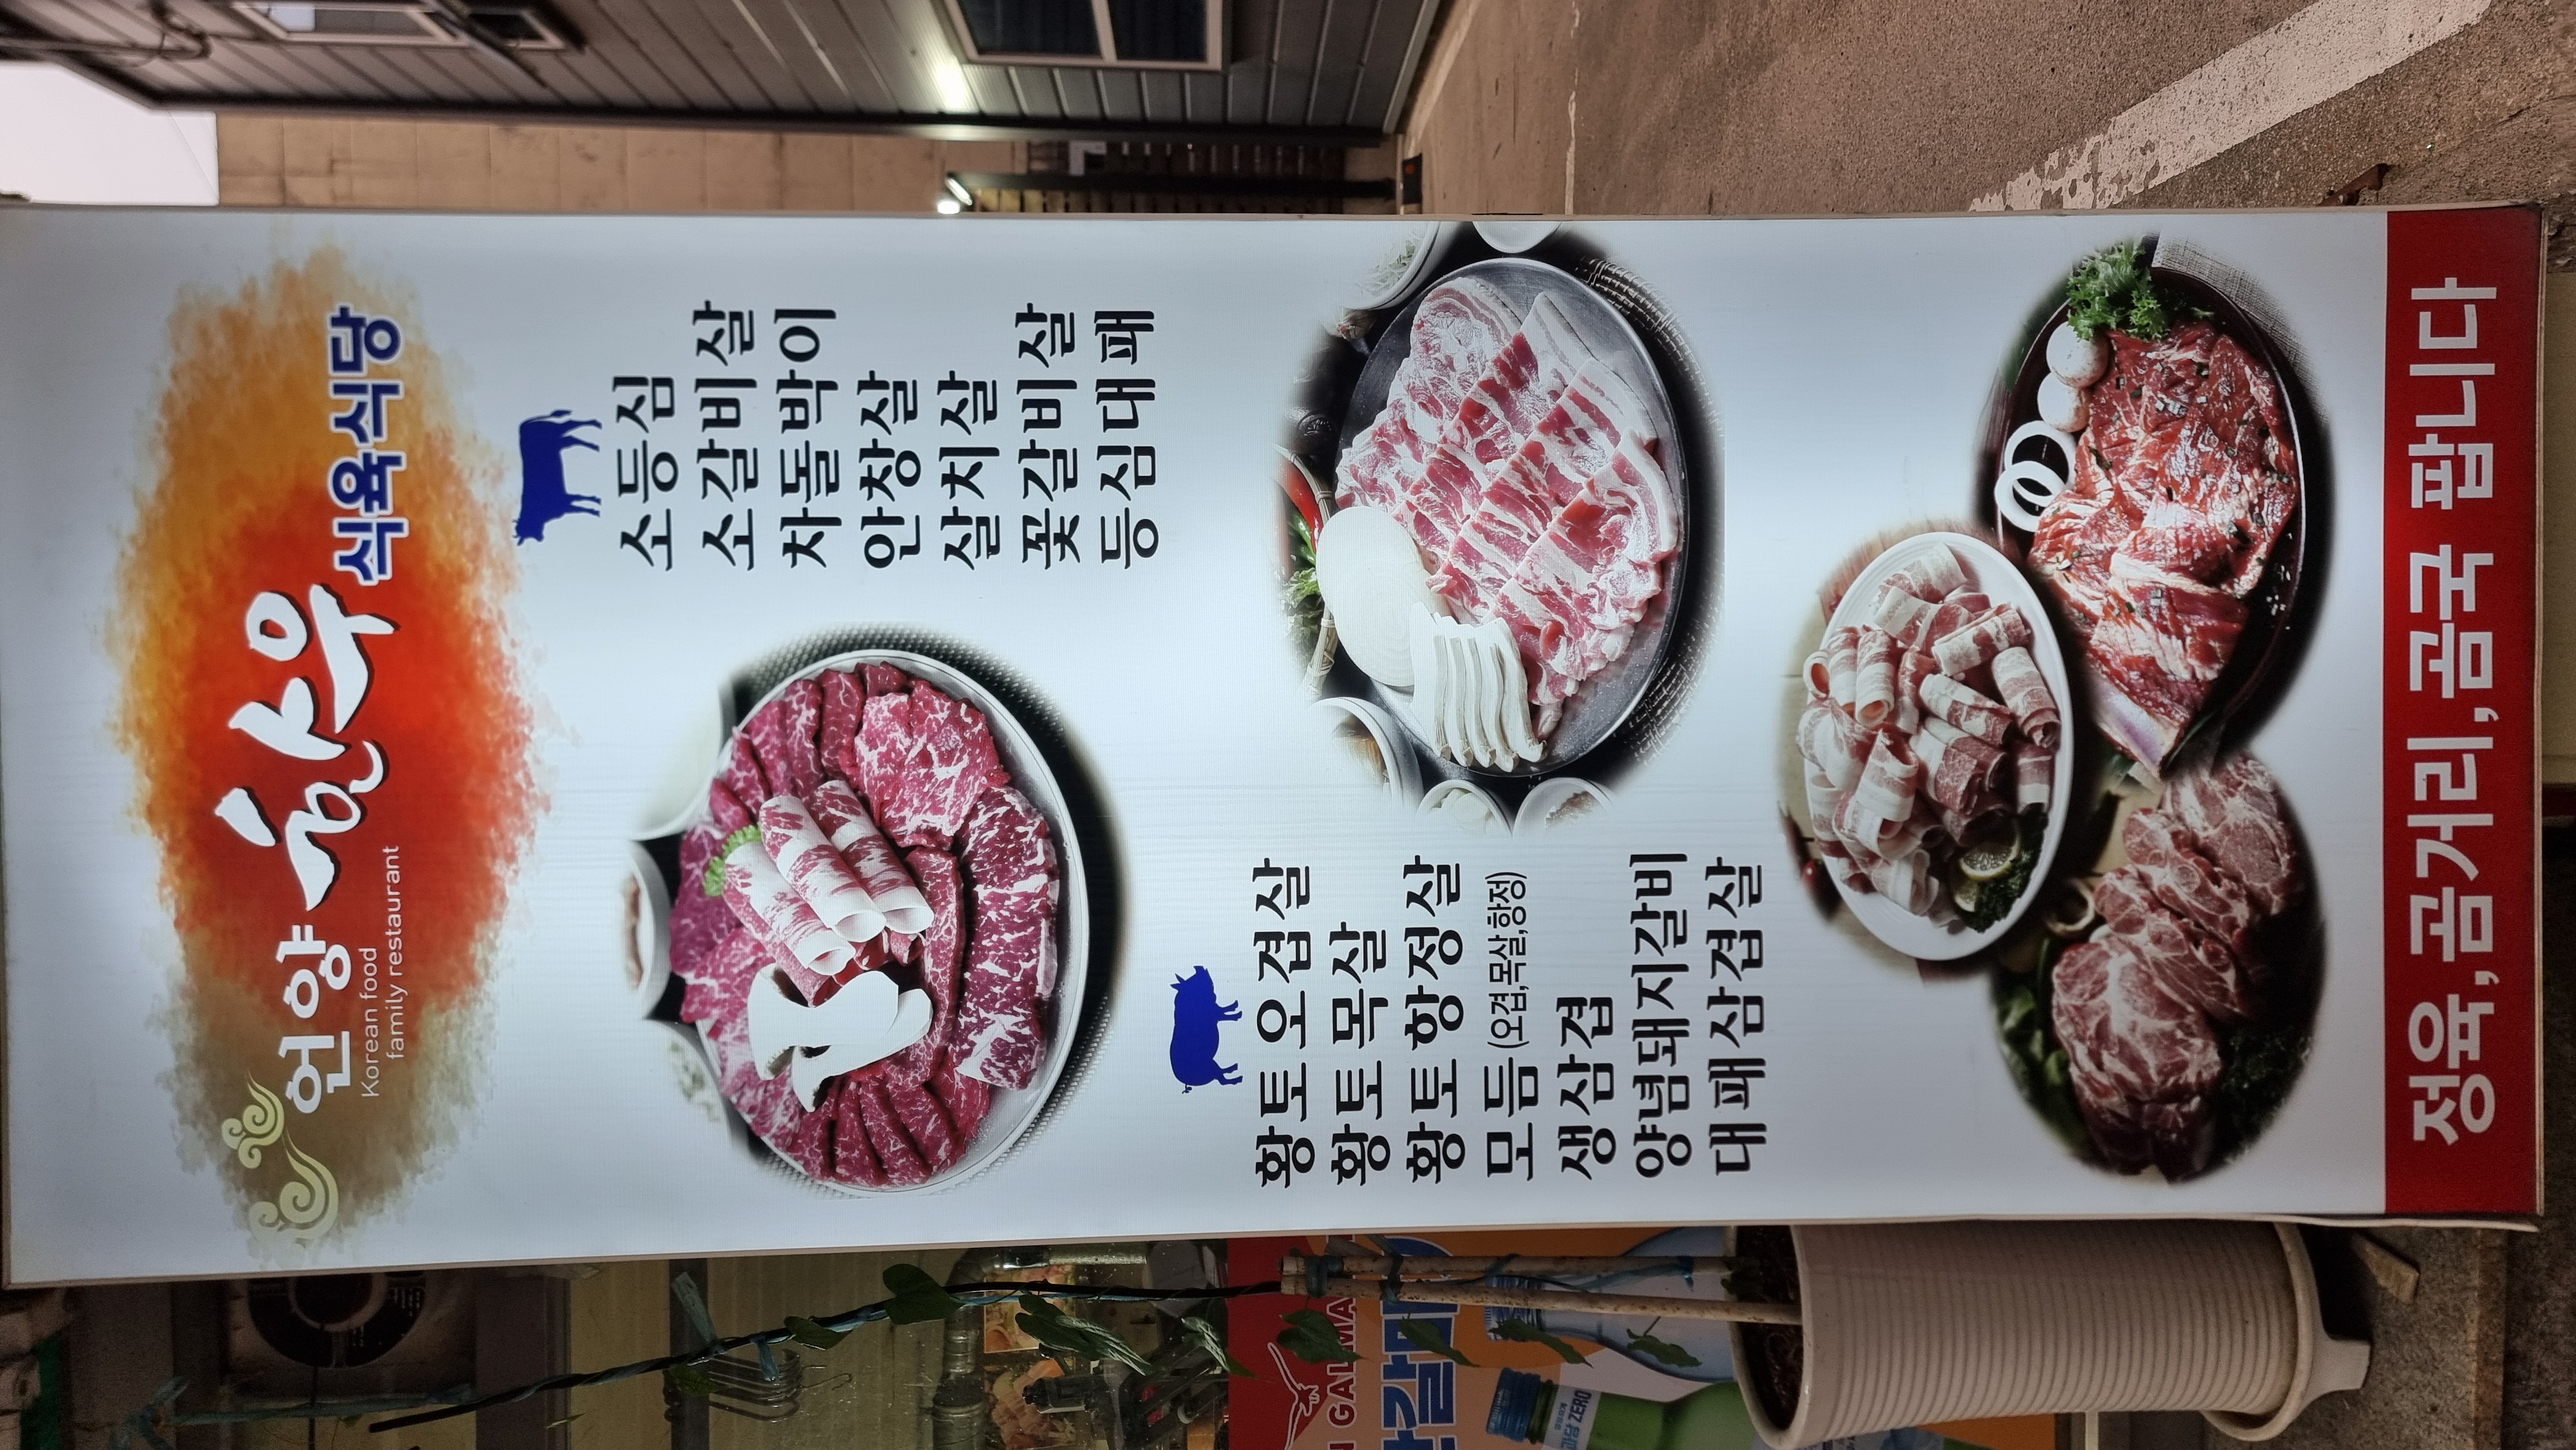 언양 한우 식육식당
Korean food
family restaurant
소등심
소갈비살
차돌박이
안창살
살치살
꽃갈비살
등심대패
황토오겹살
황토목살
황토항정살
모듬(오겹,목살,항정)
생삼겹
양념돼지갈비
대패삼겹살
정육,곰거리,곰국 팝니다
ZERO